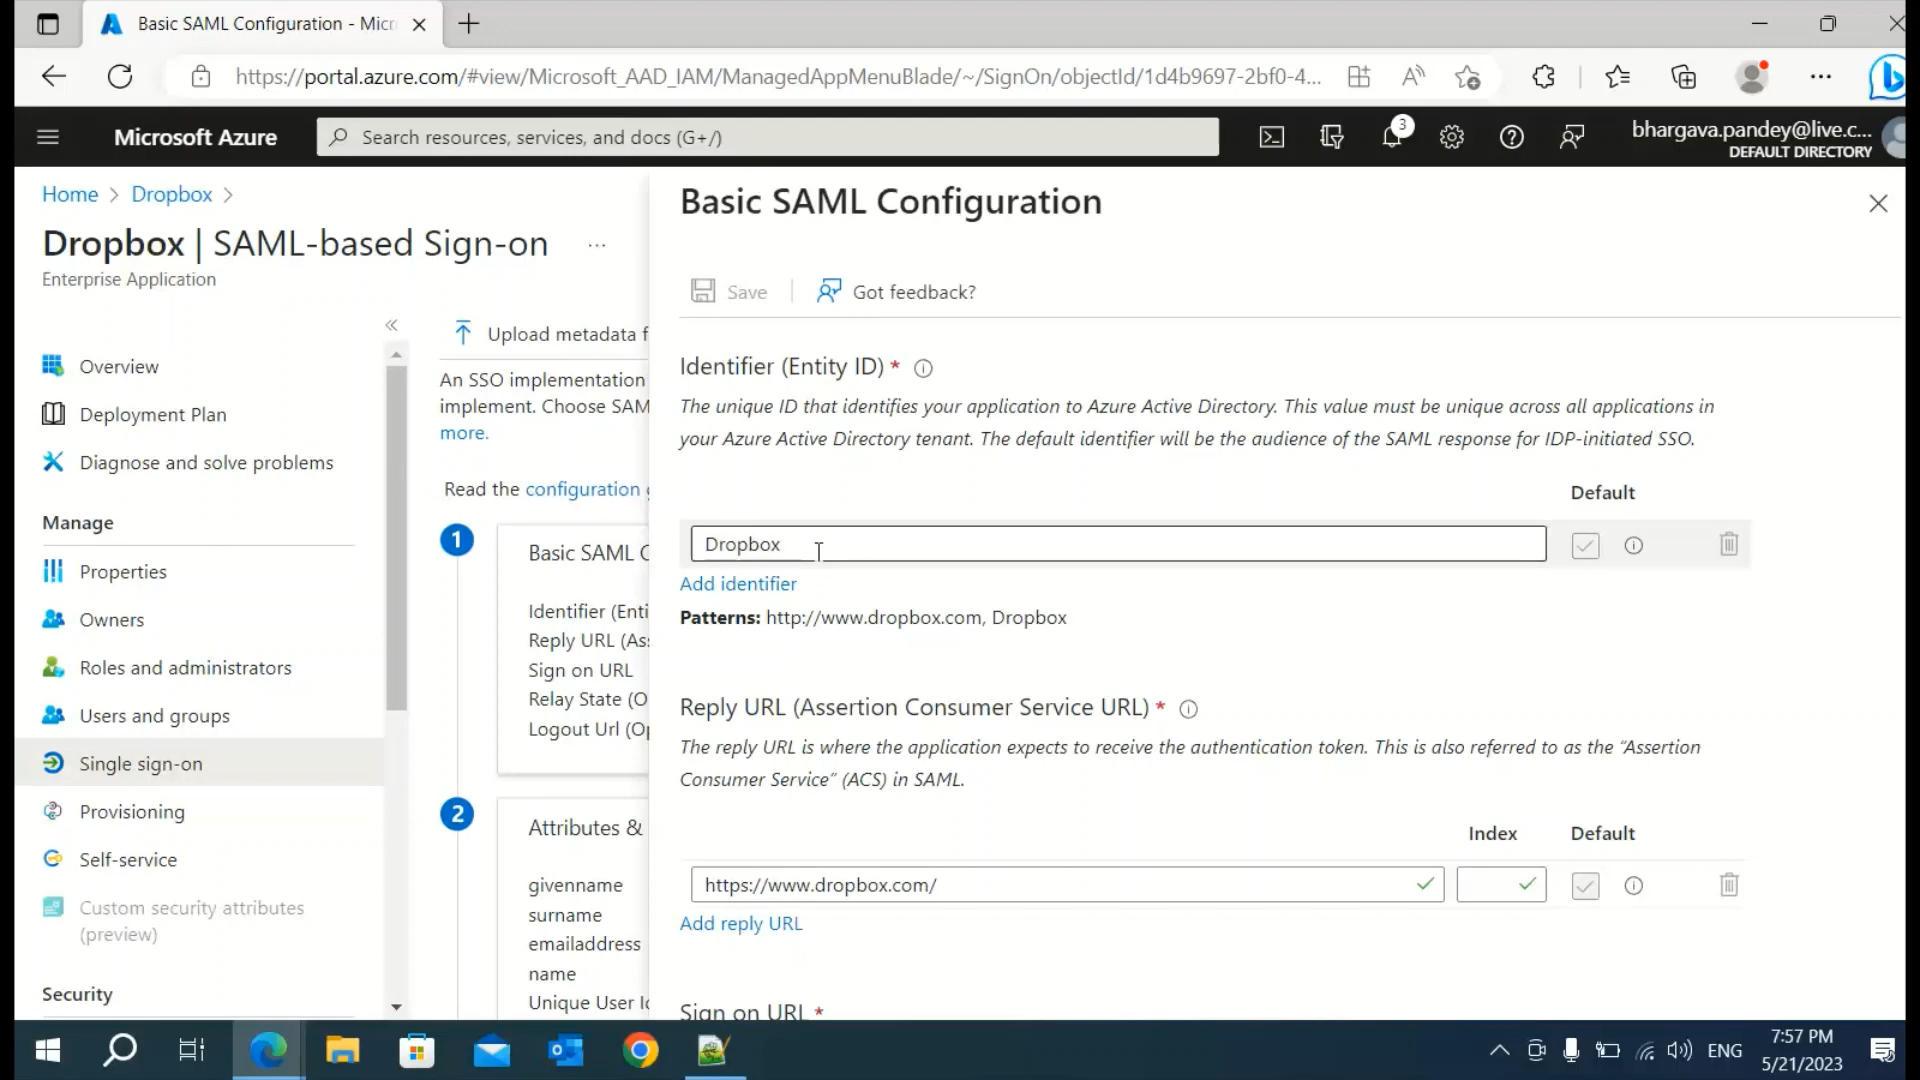 Basic SAML Configuration - Micr
https://portal.azure.com/#view/Microsoft_AAD_IAM/ManagedAppMenuBlade/~/SignOn/objectId/1d4b9697-2bf0-4...
Microsoft Azure
Search resources, services, and docs (G+/)
3
bhargava.pandey@live.c...
DEFAULT DIRECTORY
Home > Dropbox >
Dropbox | SAML-based Sign-on ...
Enterprise Application
Overview
Deployment Plan
Diagnose and solve problems
Manage
Properties
Owners
Roles and administrators
Users and groups
Single sign-on
Provisioning
Self-service
Custom security attributes
(preview)
Security
Upload metadata f
An SSO implementation
implement. Choose SAM
more.
Read the configuration g
1
Basic SAML C
Identifier (Enti
Reply URL (Ass
Sign on URL
Relay State (O
Logout Url (Op
2
Attributes &
givenname
surname
emailaddress
name
Unique User Id
Basic SAML Configuration
Save
Got feedback?
Identifier (Entity ID) *
The unique ID that identifies your application to Azure Active Directory. This value must be unique across all applications in
your Azure Active Directory tenant. The default identifier will be the audience of the SAML response for IDP-initiated SSO.
Default
Dropbox
Add identifier
Patterns: http://www.dropbox.com, Dropbox
Reply URL (Assertion Consumer Service URL) *
The reply URL is where the application expects to receive the authentication token. This is also referred to as the “Assertion
Consumer Service” (ACS) in SAML.
Index Default
https://www.dropbox.com/
Add reply URL
Sign on URL *
ENG
7:57 PM
5/21/2023